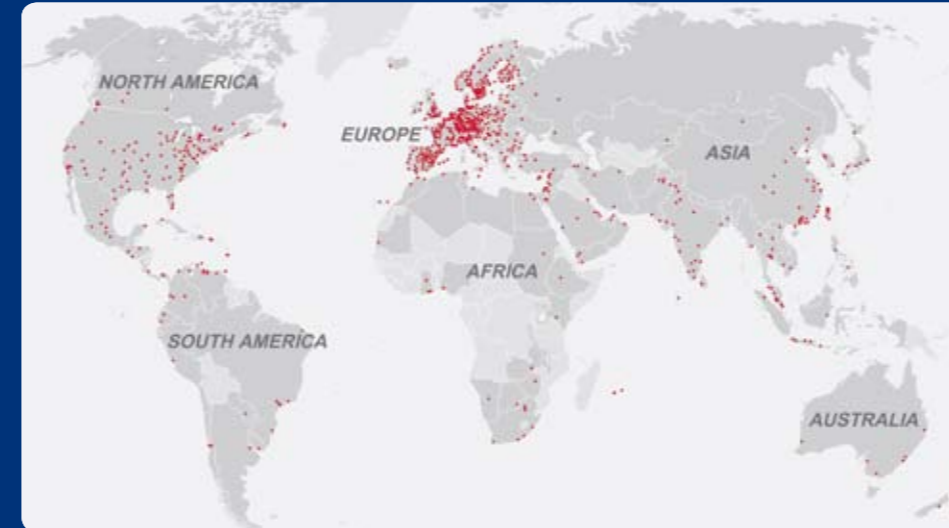 NORTH AMERICA
EUROPE
ASIA
AFRICA
SOUTH AMERICA
AUSTRALIA